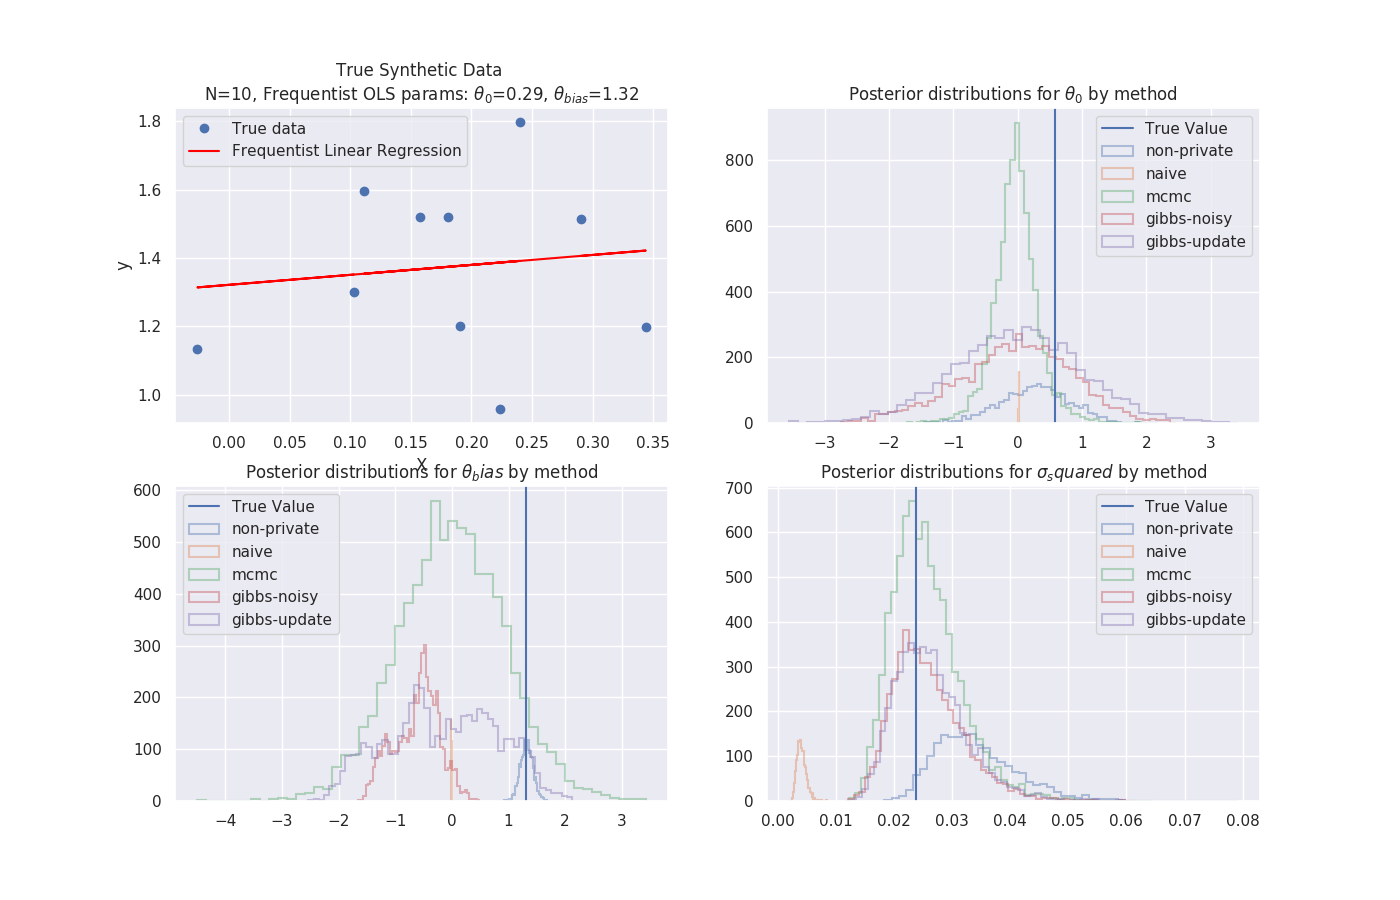 True Synthetic Data
N=10, Frequentist OLS params: θ₀=0.29, θ_bias=1.32
True data
Frequentist Linear Regression
1.8
1.6
1.4
1.2
1.0
y
0.00 0.05 0.10 0.15 0.20 0.25 0.30 0.35
X
Posterior distributions for θ₀ by method
True Value
non-private
naive
mcmc
gibbs-noisy
gibbs-update
800
600
400
200
0
−3 −2 −1 0 1 2 3
Posterior distributions for θ_bias by method
True Value
non-private
naive
mcmc
gibbs-noisy
gibbs-update
600
500
400
300
200
100
0
−4 −3 −2 −1 0 1 2 3
Posterior distributions for σ_squared by method
True Value
non-private
naive
mcmc
gibbs-noisy
gibbs-update
700
600
500
400
300
200
100
0
0.00 0.01 0.02 0.03 0.04 0.05 0.06 0.07 0.08